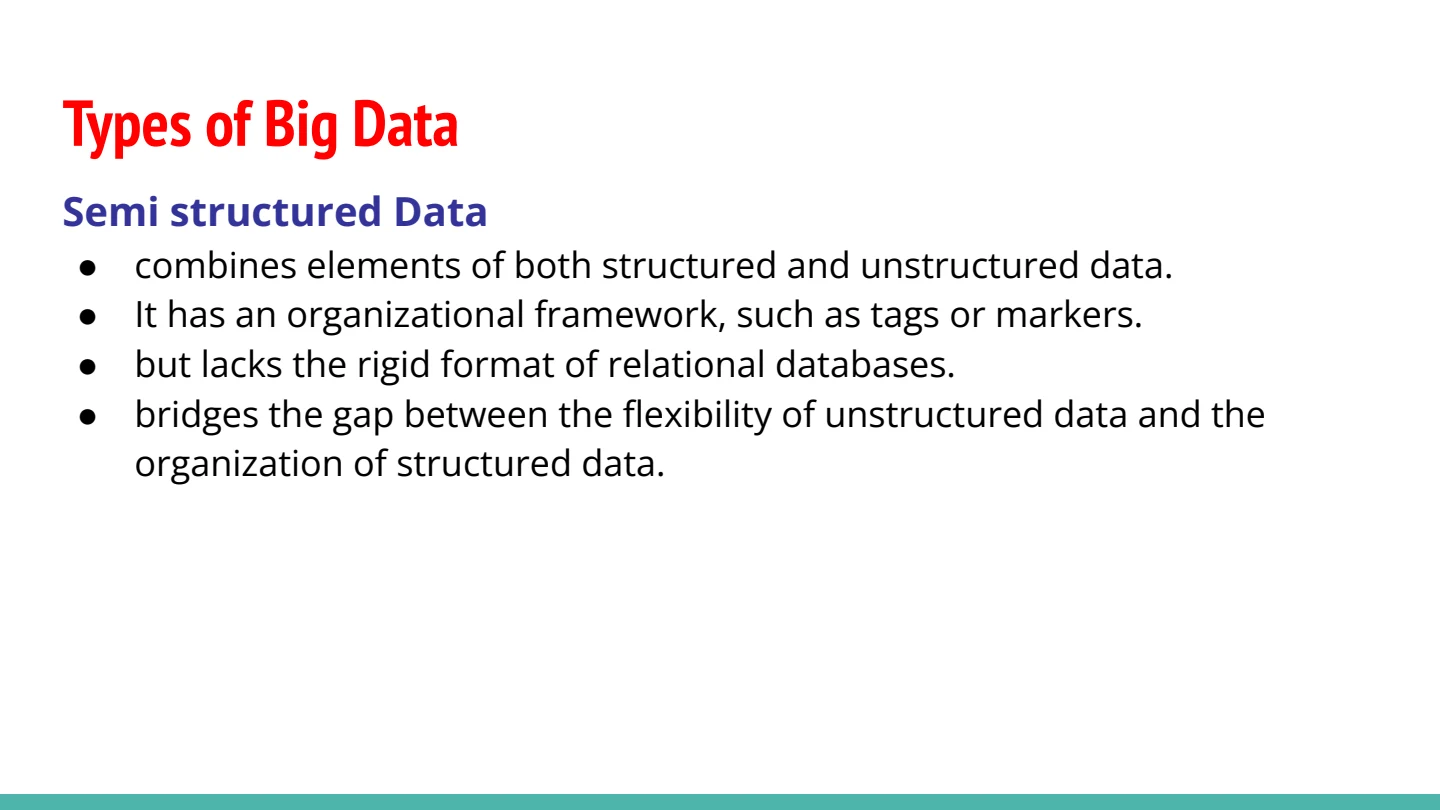 Types of Big Data
Semi structured Data
● combines elements of both structured and unstructured data.
● It has an organizational framework, such as tags or markers.
● but lacks the rigid format of relational databases.
● bridges the gap between the flexibility of unstructured data and the
organization of structured data.